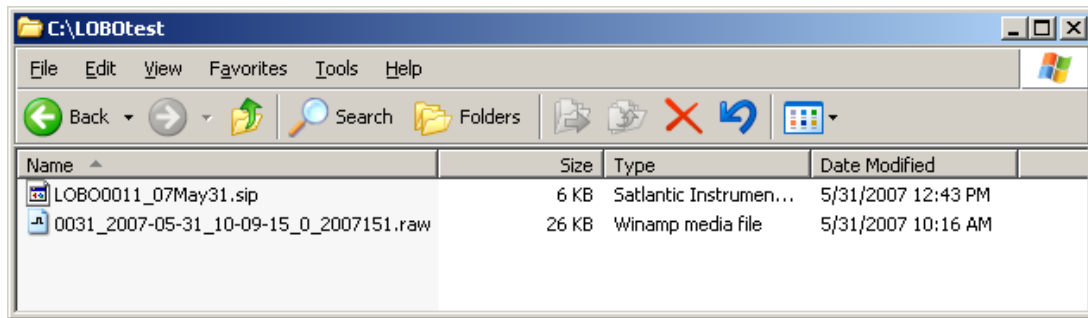 C:\LOBOtest
File Edit View Favorites Tools Help
Back Search Folders
Name Size Type Date Modified
LOBO0011_07May31.sip 6 KB Satlantic Instrumen... 5/31/2007 12:43 PM
0031_2007-05-31_10-09-15_0_2007151.raw 26 KB Winamp media file 5/31/2007 10:16 AM